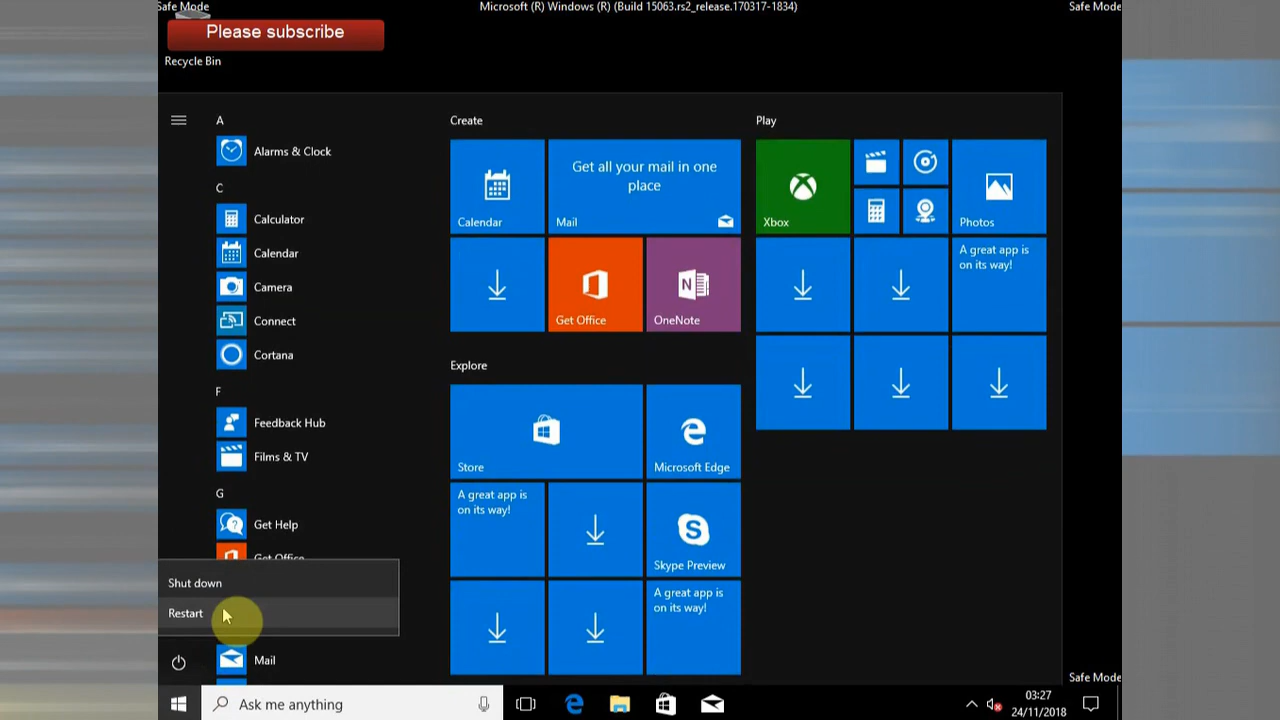 Safe Mode
Microsoft (R) Windows (R) (Build 15063.rs2_release.170317-1834)
Safe Mode
Please subscribe
Recycle Bin
A
Alarms & Clock
C
Calculator
Calendar
Camera
Connect
Cortana
F
Feedback Hub
Films & TV
G
Get Help
Get Office
Shut down
Restart
Mail
Create
Calendar
Get all your mail in one
place
Mail
Get Office
OneNote
N
Explore
Store
Microsoft Edge
A great app is
on its way!
Skype Preview
A great app is
on its way!
Play
Xbox
Photos
A great app is
on its way!
Safe Mode
Ask me anything
03:27
24/11/2018